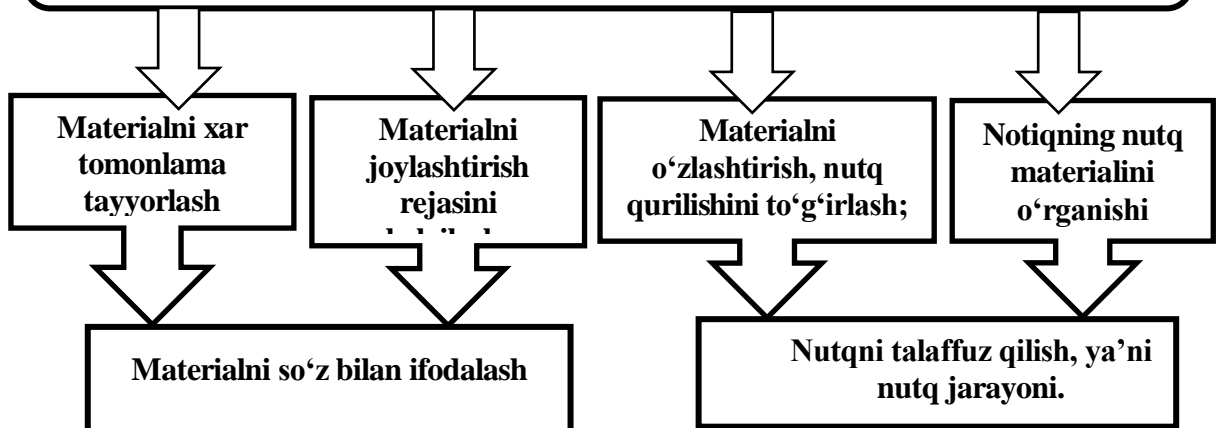 Materialni xar
tomonlama
tayyorlash
Materialni
joylashtirish
rejasini
Materialni
o‘zlashtirish, nutq
qurilishini to‘g‘irlash;
Notiqning nutq
materialini
o‘rganishi
Materialni so‘z bilan ifodalash
Nutqni talaffuz qilish, ya’ni
nutq jarayoni.